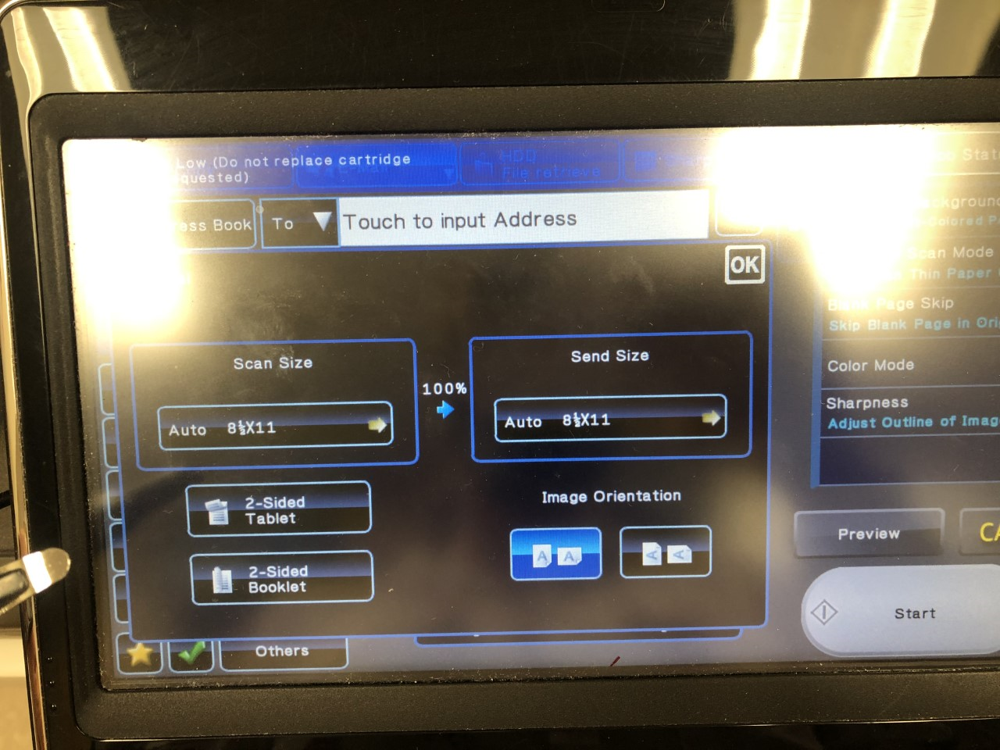 Low (Do not replace cartridge
quested)
HDD
File retrieve
ess Book
To
Touch to input Address
OK
Scan Size
Auto 8½X11
100%
Send Size
Auto 8½X11
2-Sided
Tablet
2-Sided
Booklet
Image Orientation
A A
A A
Others
ckground
Colored P
can Mode
Thin Paper
Blank Page Skip
Skip Blank Page in Ori
Color Mode
Sharpness
Adjust Outline of Imag
Preview
CA
Start